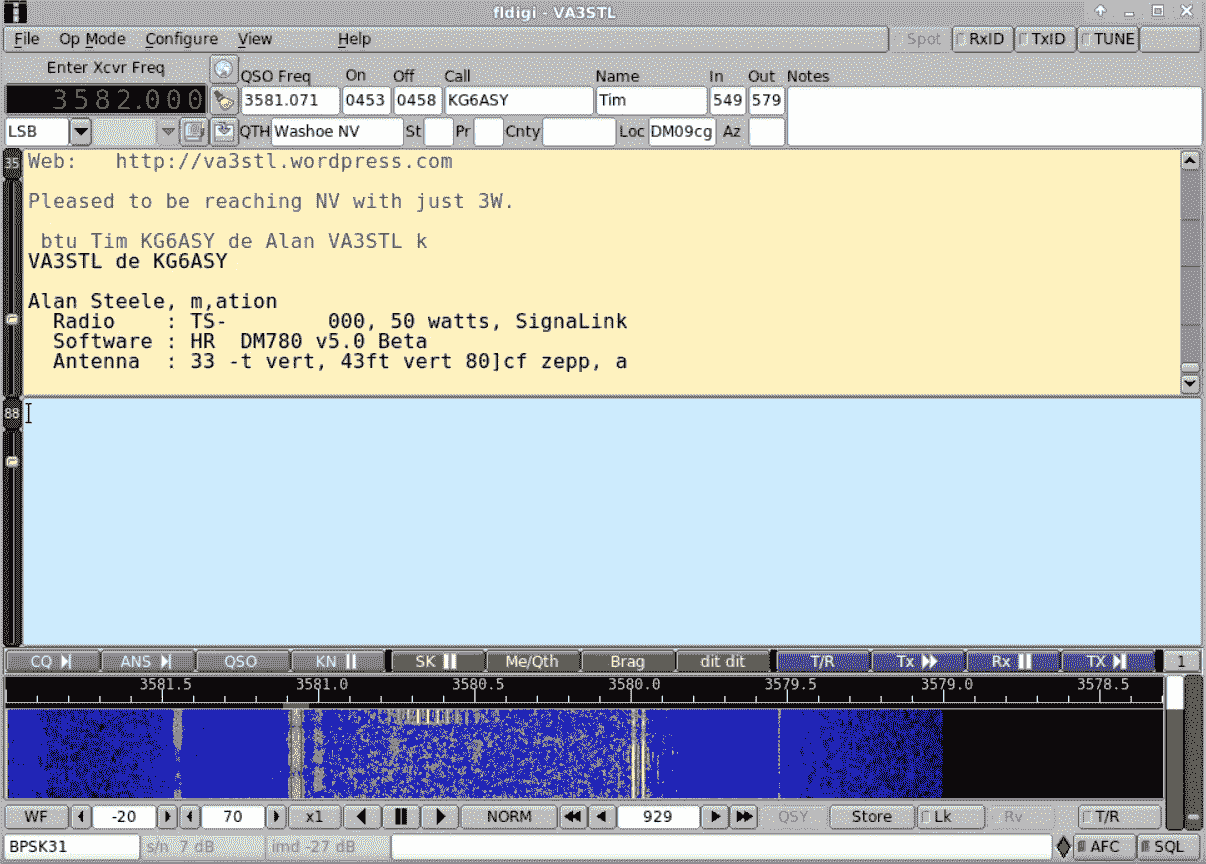 fldigi - VA3STL
File Op Mode Configure View Help Spot RxID TxID TUNE
Enter Xcvr Freq QSO Freq On Off Call Name In Out Notes
3582.000 3581.071 0453 0458 KG6ASY Tim 549 579
LSB QTH Washoe NV St Pr Cnty Loc DM09cg Az
35 Web: http://va3stl.wordpress.com
Pleased to be reaching NV with just 3W.
btu Tim KG6ASY de Alan VA3STL k
VA3STL de KG6ASY
Alan Steele, m,ation
Radio : TS- 000, 50 watts, SignaLink
Software : HR DM780 v5.0 Beta
Antenna : 33 -t vert, 43ft vert 80]cf zepp, a
88
CQ ANS QSO KN SK Me/Qth Brag dit dit T/R Tx Rx TX 1
3581.5 3581.0 3580.5 3580.0 3579.5 3579.0 3578.5
WF -20 70 x1 NORM 929 QSY Store Lk Rv T/R
BPSK31 s/n 7 dB imd -27 dB AFC SQL